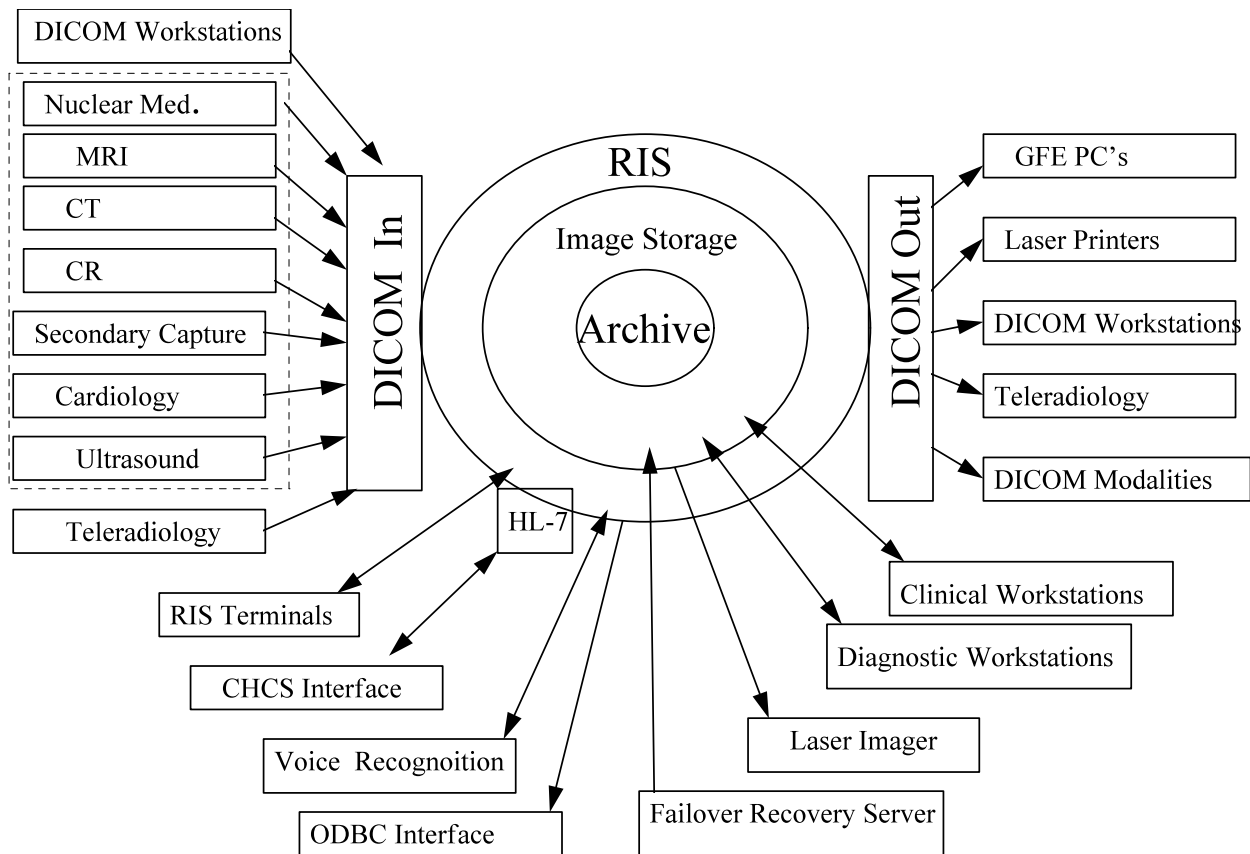 DICOM Workstations
Nuclear Med.
MRI
CT
CR
Secondary Capture
Cardiology
Ultrasound
Teleradiology
DICOM In
RIS
Image Storage
Archive
DICOM Out
GFE PC’s
Laser Printers
DICOM Workstations
Teleradiology
DICOM Modalities
HL-7
RIS Terminals
CHCS Interface
Voice Recognoition
ODBC Interface
Clinical Workstations
Diagnostic Workstations
Laser Imager
Failover Recovery Server